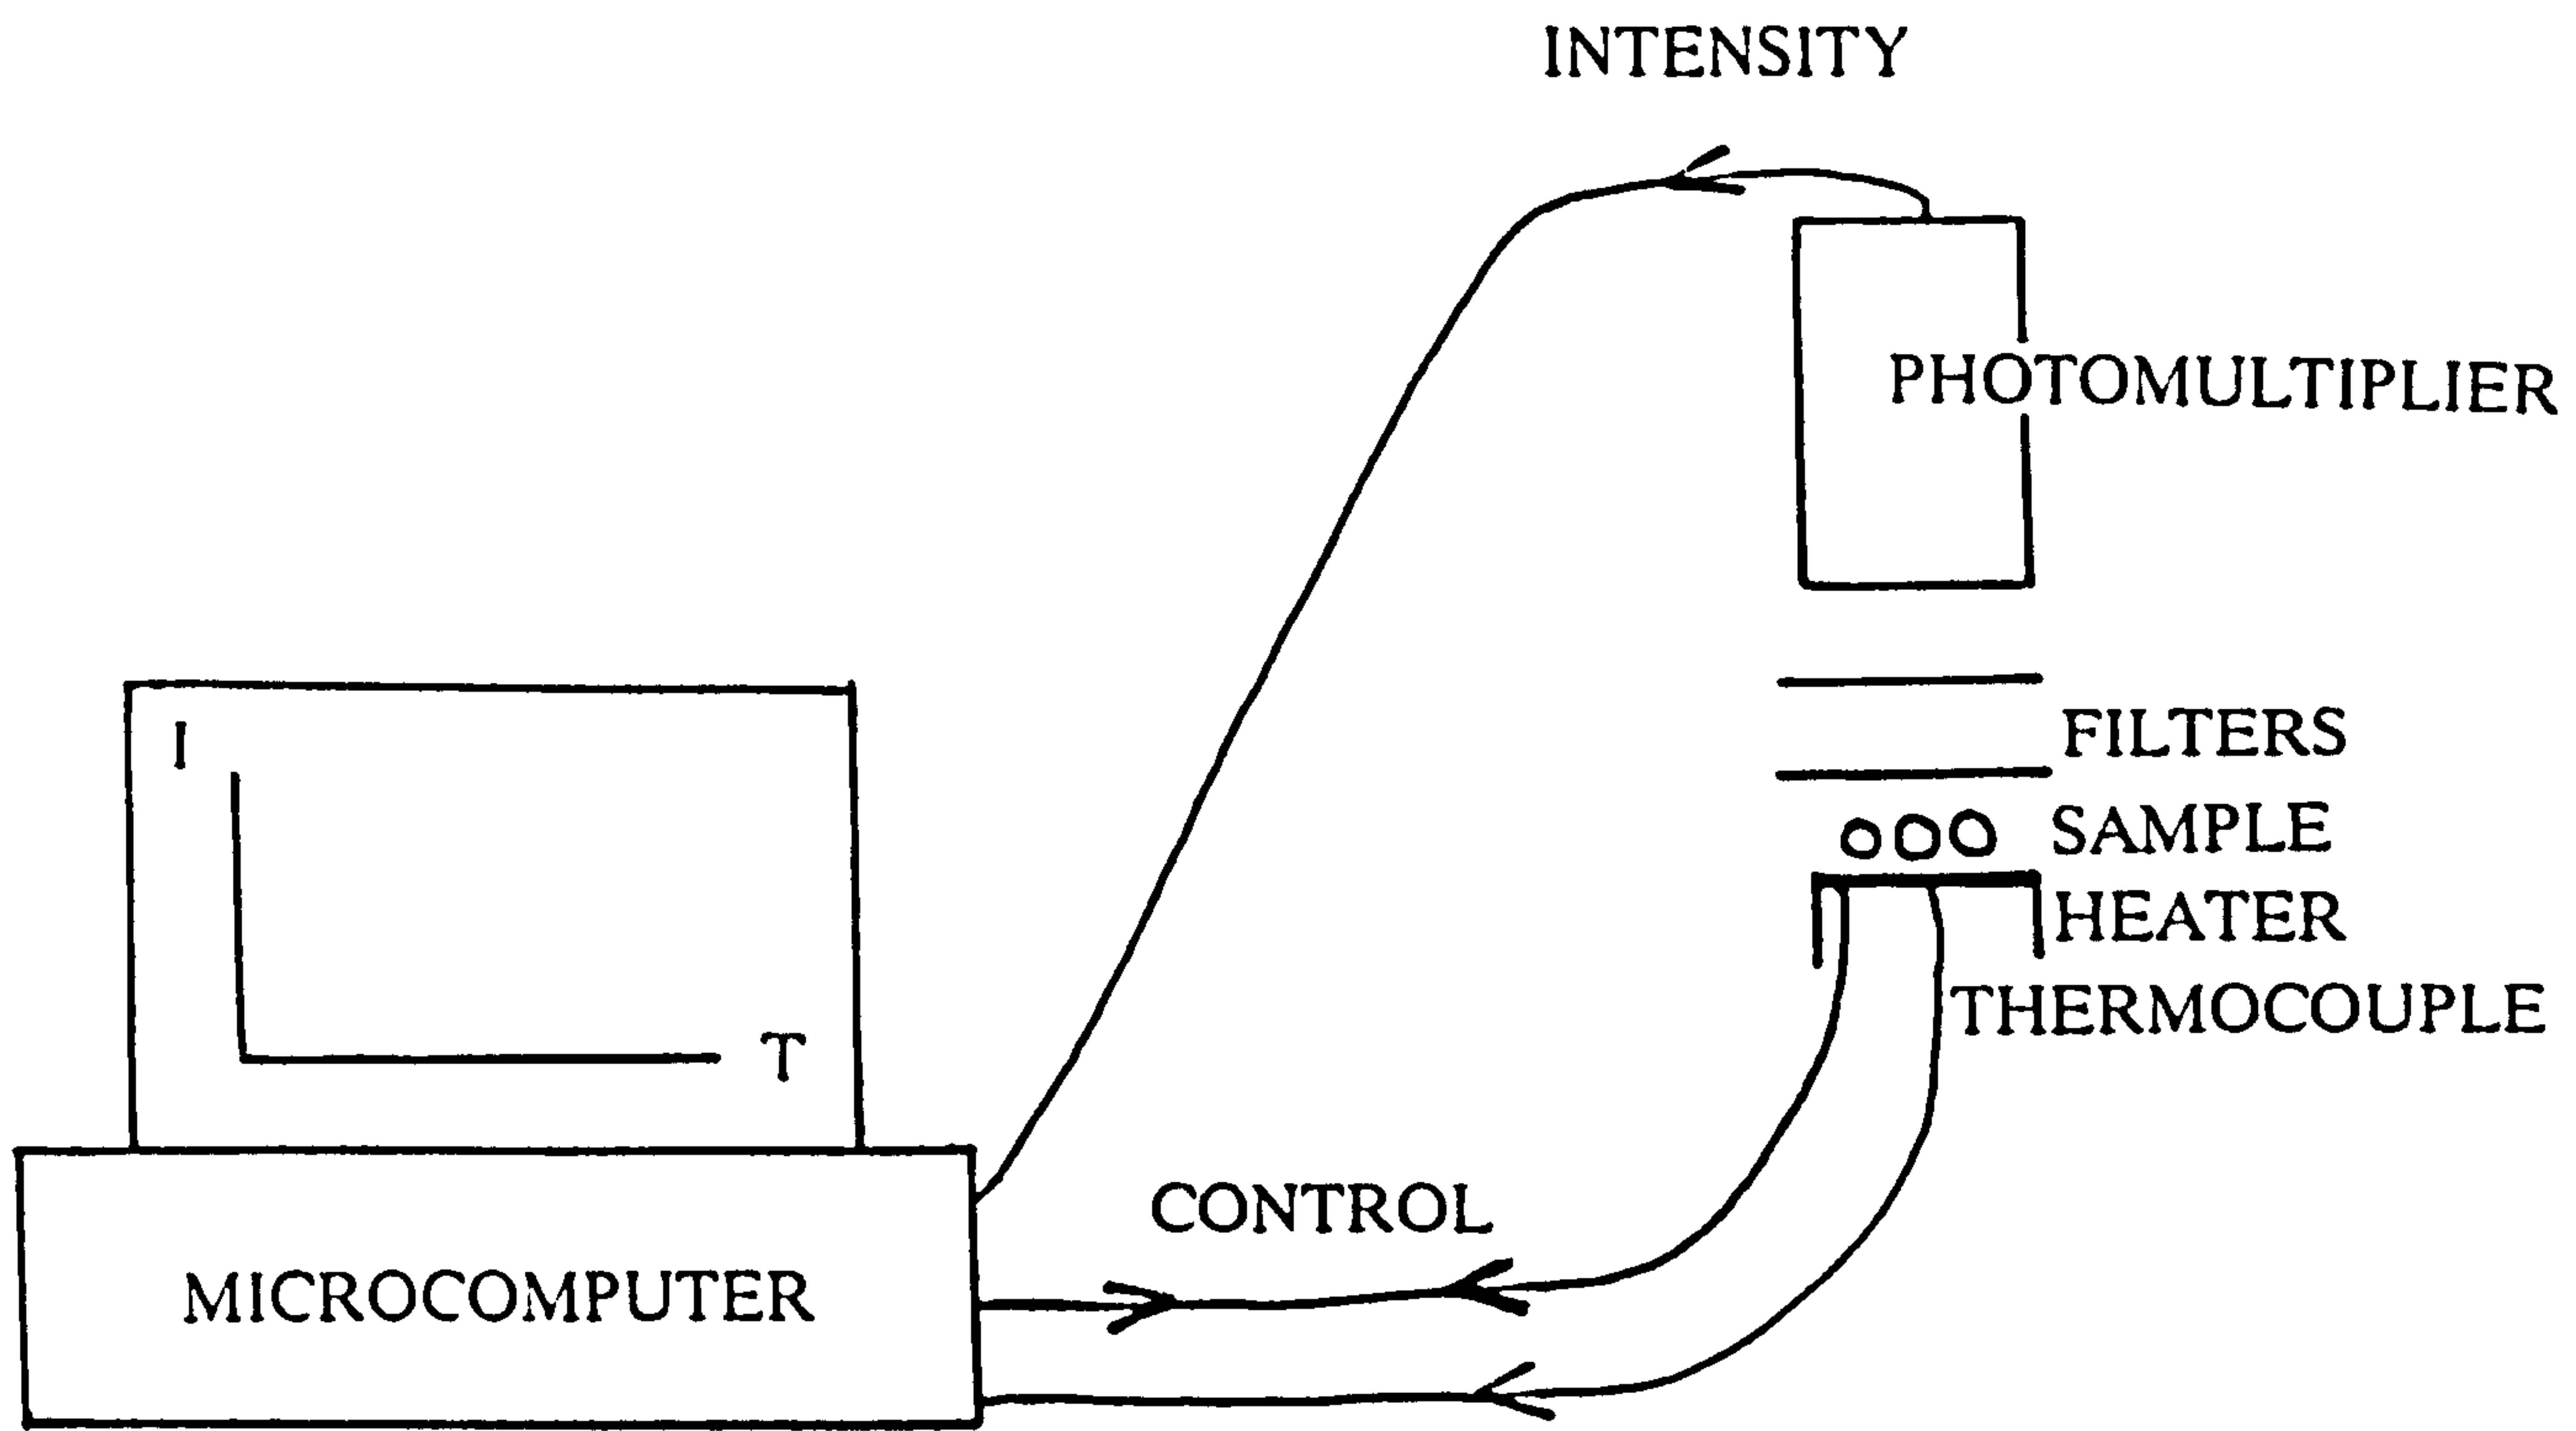 INTENSITY
PHOTOMULTIPLIER
FILTERS
SAMPLE
HEATER
THERMOCOUPLE
I
T
CONTROL
MICROCOMPUTER